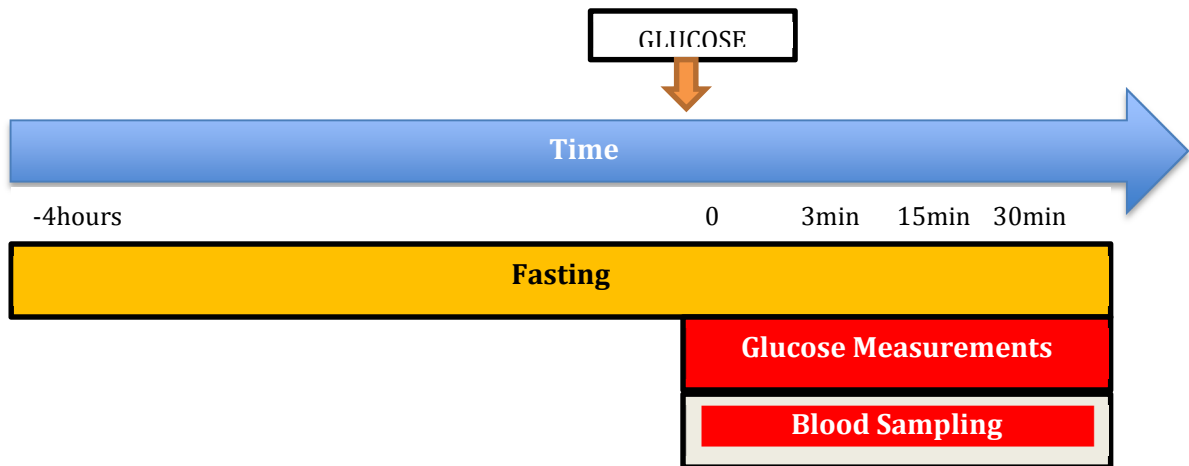 GLUCOSE
Time
-4hours 0 3min 15min 30min
Fasting
Glucose Measurements
Blood Sampling